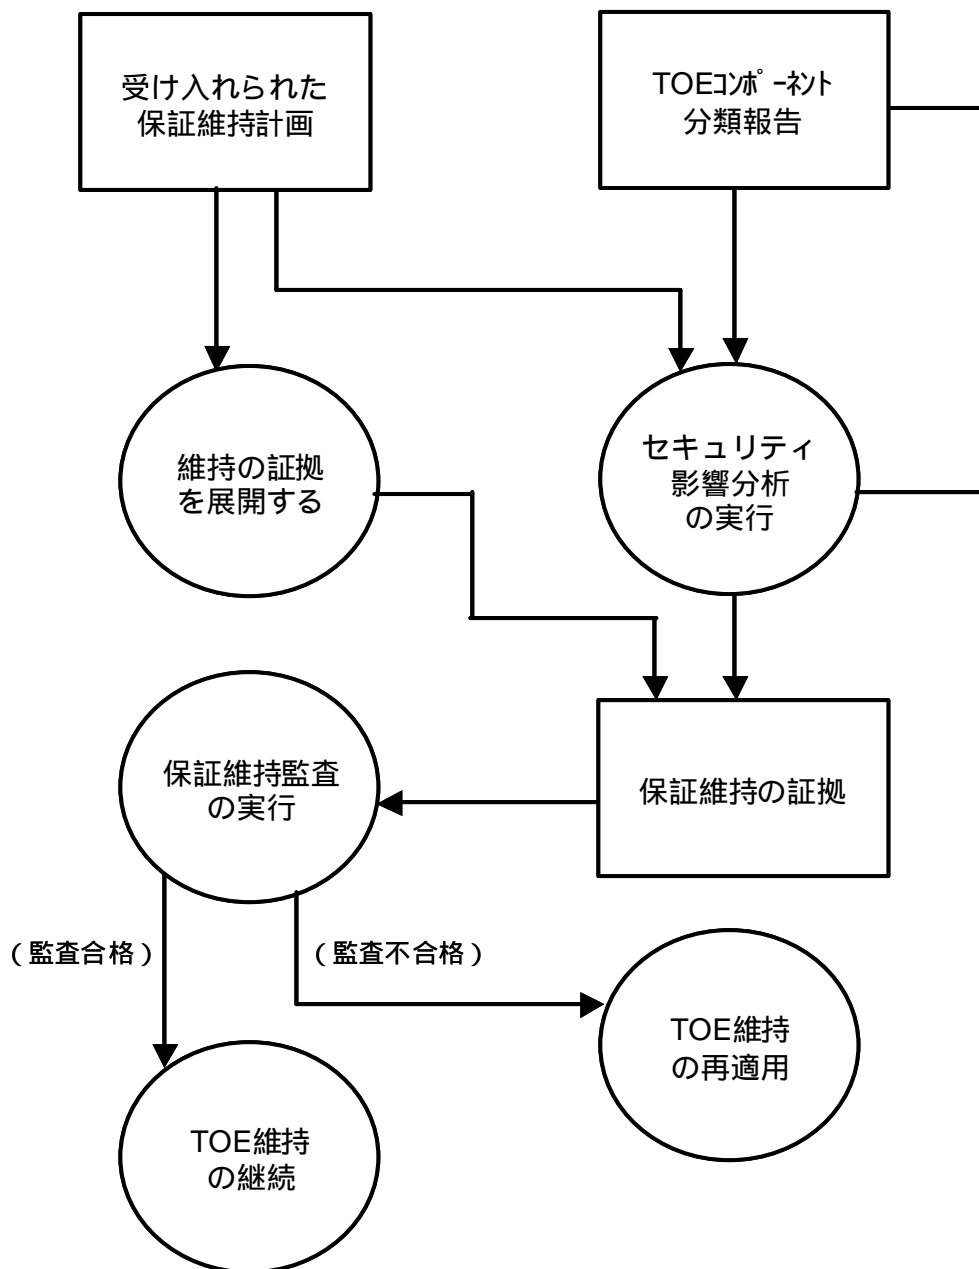 受け入れられた
保証維持計画
TOEｺﾝﾎﾟｰﾈﾝﾄ
分類報告
維持の証拠
を展開する
セキュリティ
影響分析
の実行
保証維持監査
の実行
保証維持の証拠
（監査合格）
（監査不合格）
TOE維持
の再適用
TOE維持
の継続